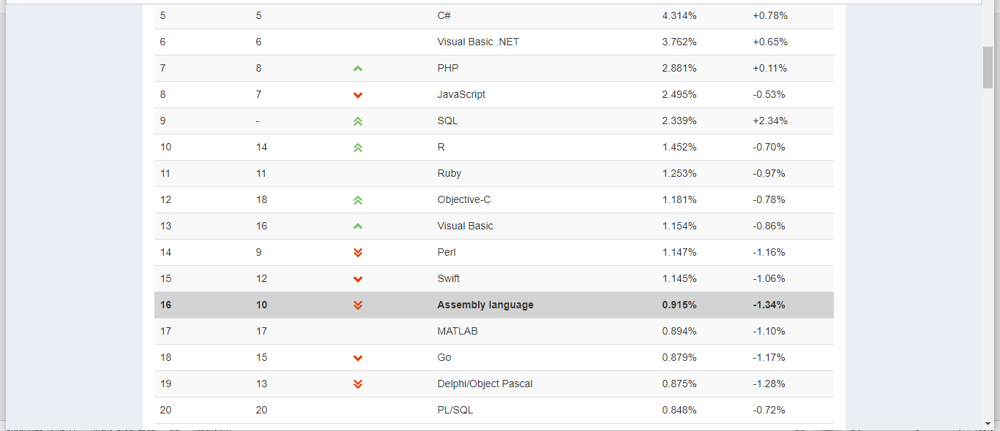 5 5 C# 4.314% +0.78%
6 6 Visual Basic .NET 3.762% +0.65%
7 8 PHP 2.881% +0.11%
8 7 JavaScript 2.495% -0.53%
9 - SQL 2.339% +2.34%
10 14 R 1.452% -0.70%
11 11 Ruby 1.253% -0.97%
12 18 Objective-C 1.181% -0.78%
13 16 Visual Basic 1.154% -0.86%
14 9 Perl 1.147% -1.16%
15 12 Swift 1.145% -1.06%
16 10 Assembly language 0.915% -1.34%
17 17 MATLAB 0.894% -1.10%
18 15 Go 0.879% -1.17%
19 13 Delphi/Object Pascal 0.875% -1.28%
20 20 PL/SQL 0.848% -0.72%